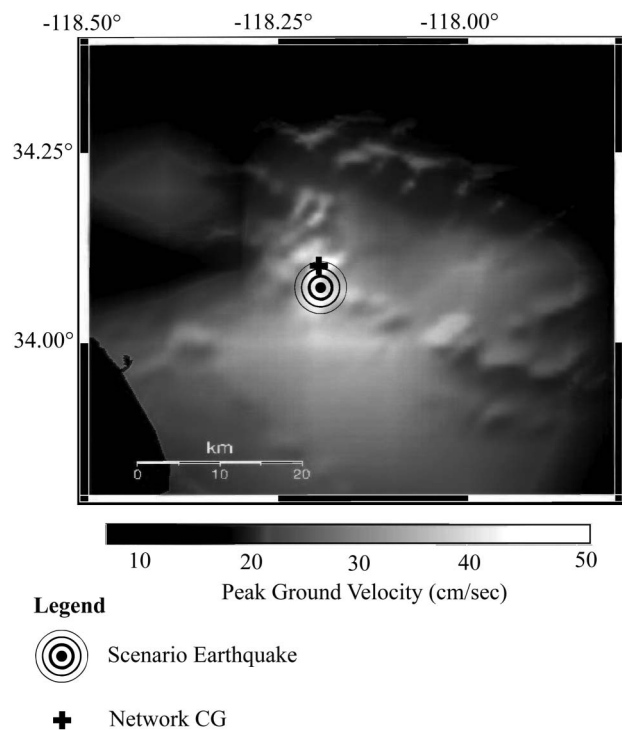 -118.50° -118.25° -118.00°
34.25°
34.00°
km
0 10 20
10 20 30 40 50
Peak Ground Velocity (cm/sec)
Legend
Scenario Earthquake
Network CG